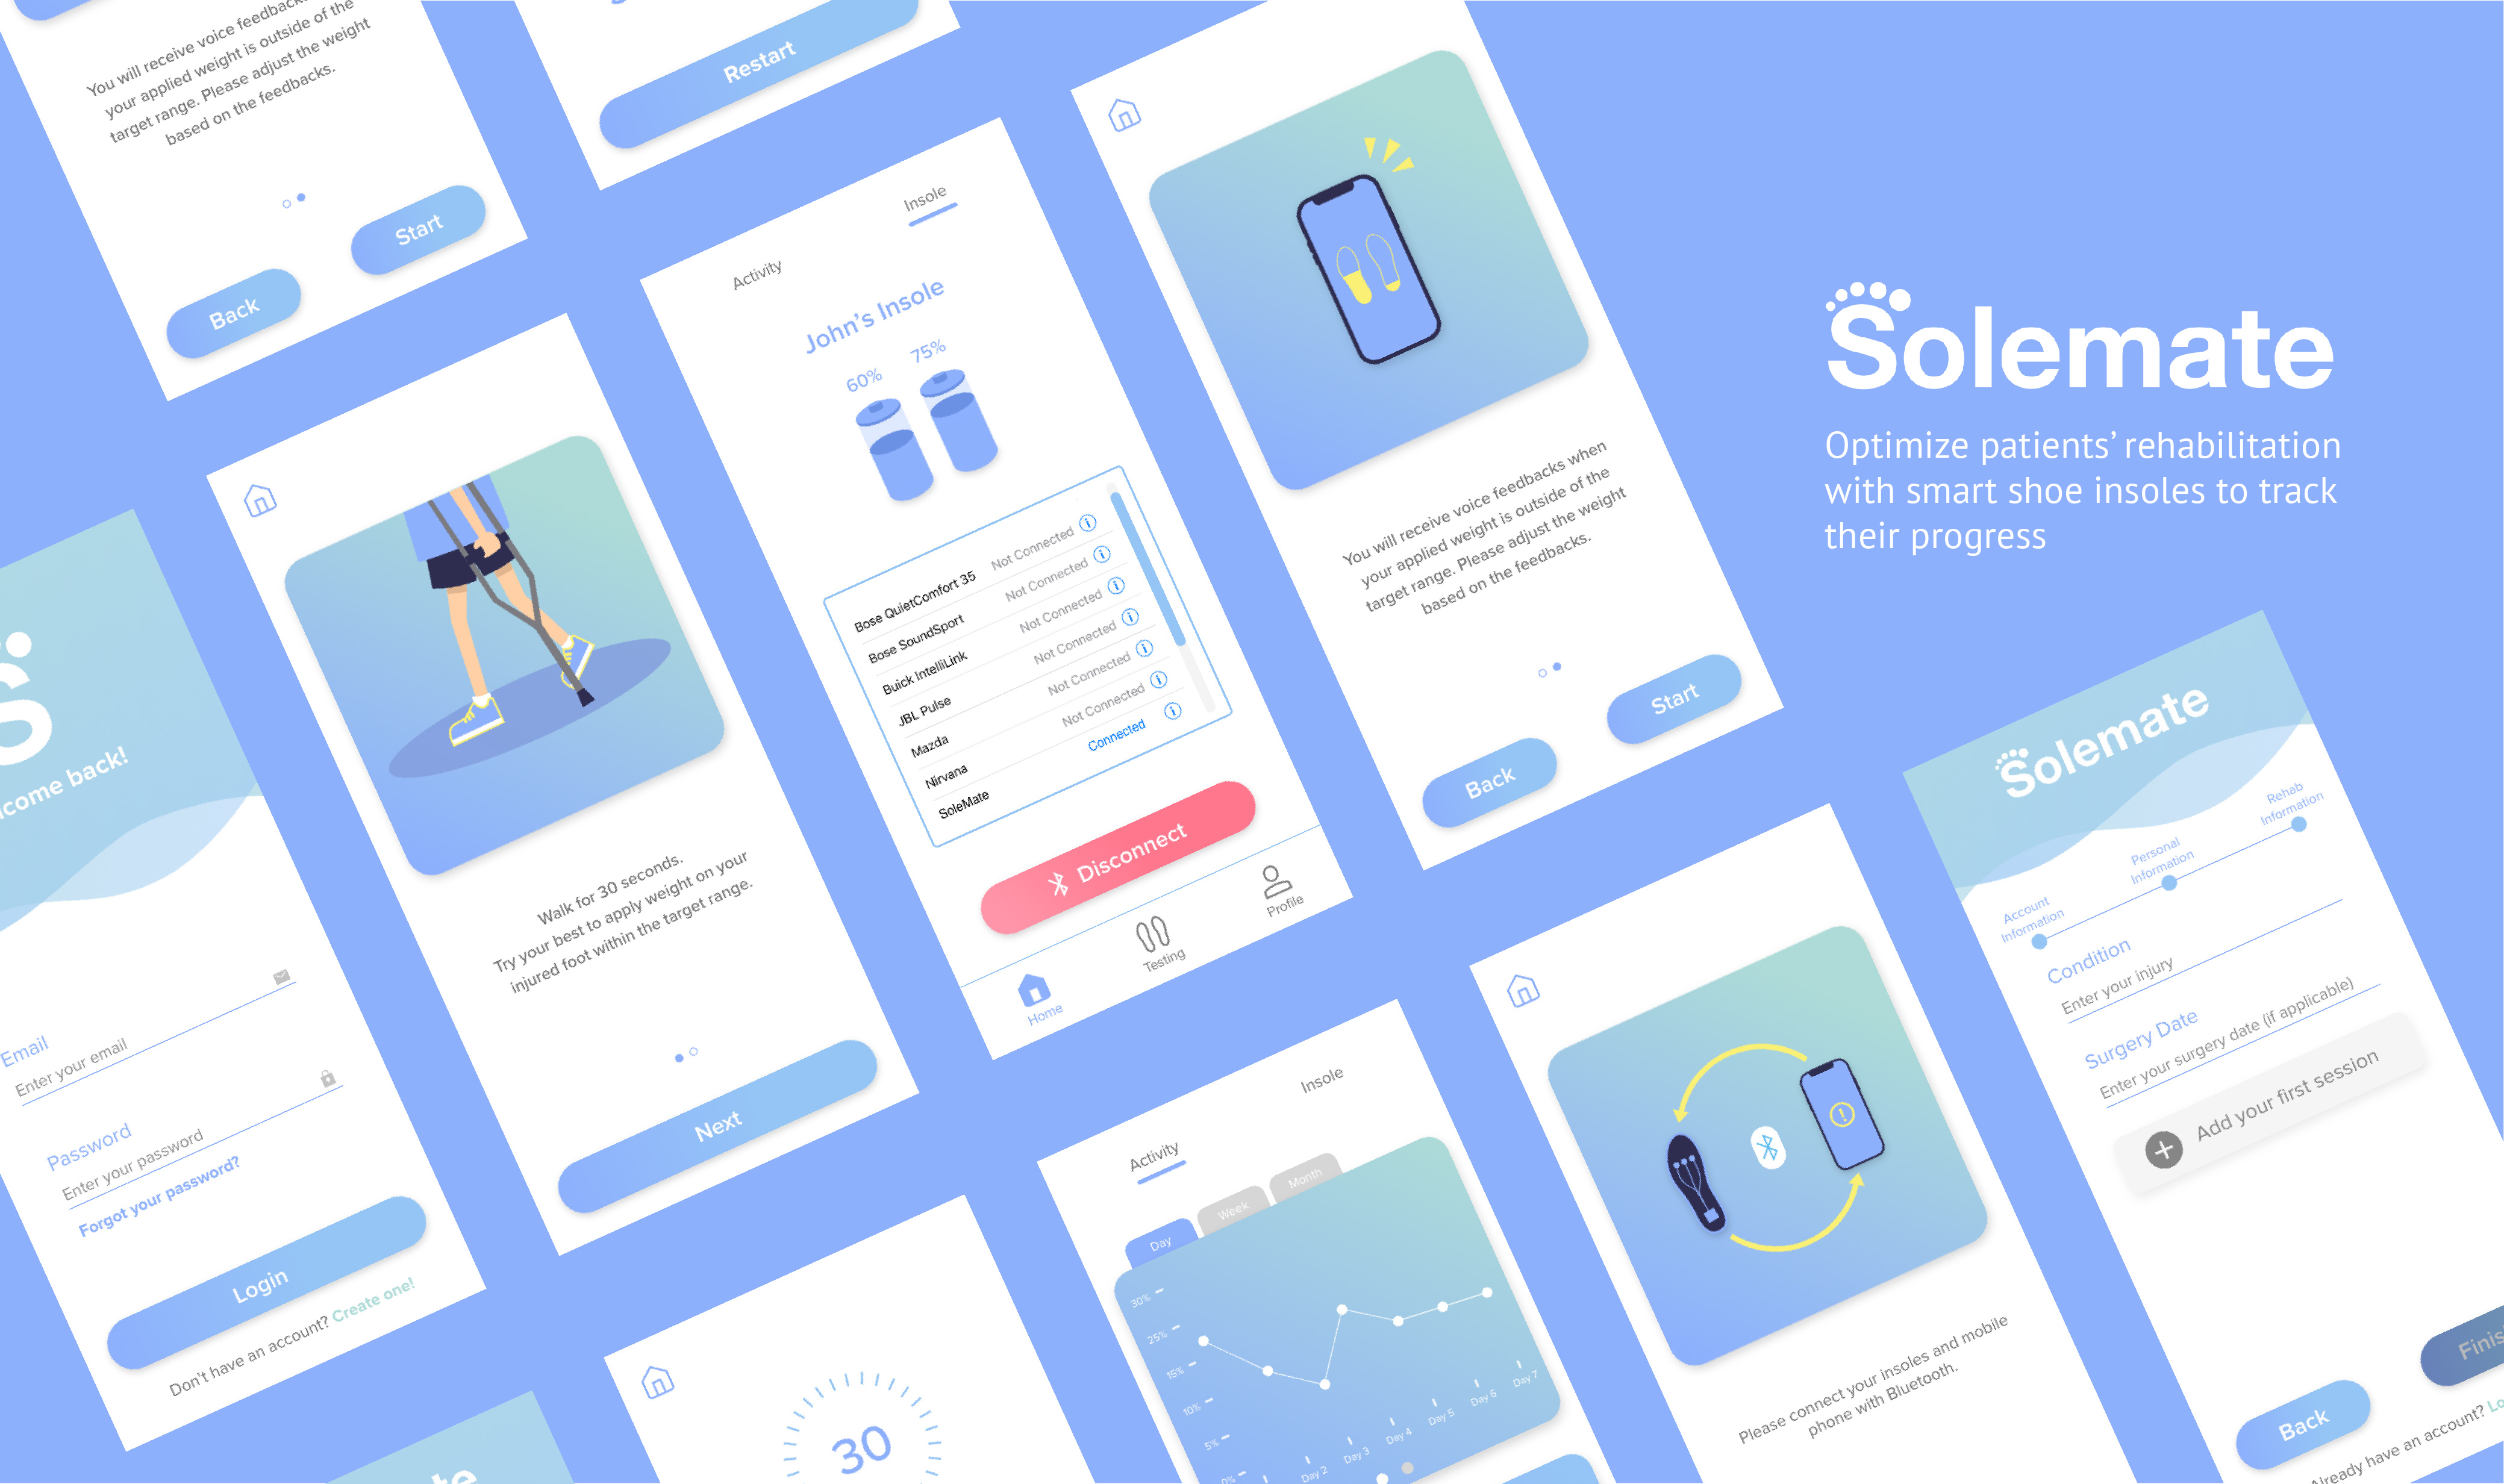 You will receive voice feedbacks
your applied weight is outside of the
target range. Please adjust the weight
based on the feedbacks.
Start
Back
Restart
Insole
Activity
John's Insole
60%
75%
Bose QuietComfort 35 Not Connected
Bose SoundSport Not Connected
Buick IntelliLink Not Connected
JBL Pulse Not Connected
Mazda Not Connected
Nirvana Not Connected
SoleMate Connected
Disconnect
Home
Testing
Profile
You will receive voice feedbacks when
your applied weight is outside of the
target range. Please adjust the weight
based on the feedbacks.
Start
Back
Solemate
Optimize patients' rehabilitation
with smart shoe insoles to track
their progress
S
come back!
Email
Enter your email
Password
Enter your password
Forgot your password?
Login
Don't have an account? Create one!
Walk for 30 seconds.
Try your best to apply weight on your
injured foot within the target range.
Next
30
Insole
Activity
Day
Week
Month
30%
25%
15%
10%
5%
0%
Day 2
Day 3
Day 4
Day 5
Day 6
Day 7
Please connect your insoles and mobile
phone with Bluetooth.
Solemate
Account
Information
Personal
Information
Rehab
Information
Condition
Enter your injury
Surgery Date
Enter your surgery date (if applicable)
Add your first session
Finis
Back
Already have an account? Lo
te